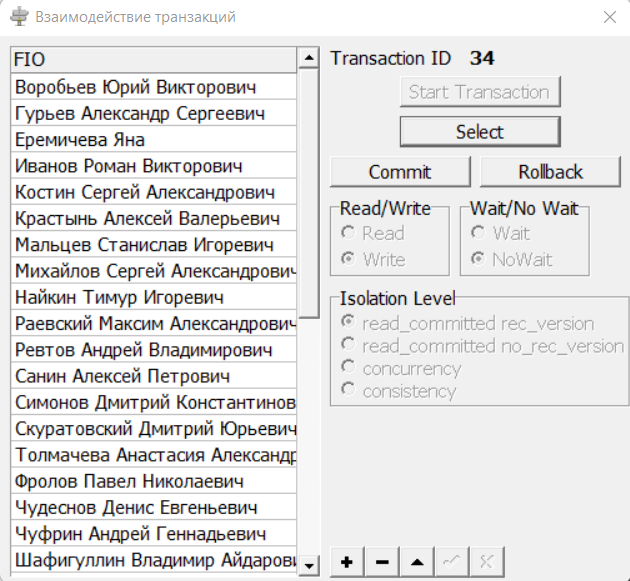 Взаимодействие транзакций
FIO
Воробьев Юрий Викторович
Гурьев Александр Сергеевич
Еремичева Яна
Иванов Роман Викторович
Костин Сергей Александрович
Крастынь Алексей Валерьевич
Мальцев Станислав Игоревич
Михайлов Сергей Александрович
Найкин Тимур Игоревич
Раевский Максим Александрович
Ревтов Андрей Владимирович
Санин Алексей Петрович
Симонов Дмитрий Константинов
Скуратовский Дмитрий Юрьевич
Толмачева Анастасия Александр
Фролов Павел Николаевич
Чудеснов Денис Евгеньевич
Чуфрин Андрей Геннадьевич
Шафигуллин Владимир Айдарови
Transaction ID 34
Start Transaction
Select
Commit Rollback
Read/Write Wait/No Wait
Read Wait
Write NoWait
Isolation Level
read_committed rec_version
read_committed no_rec_version
concurrency
consistency